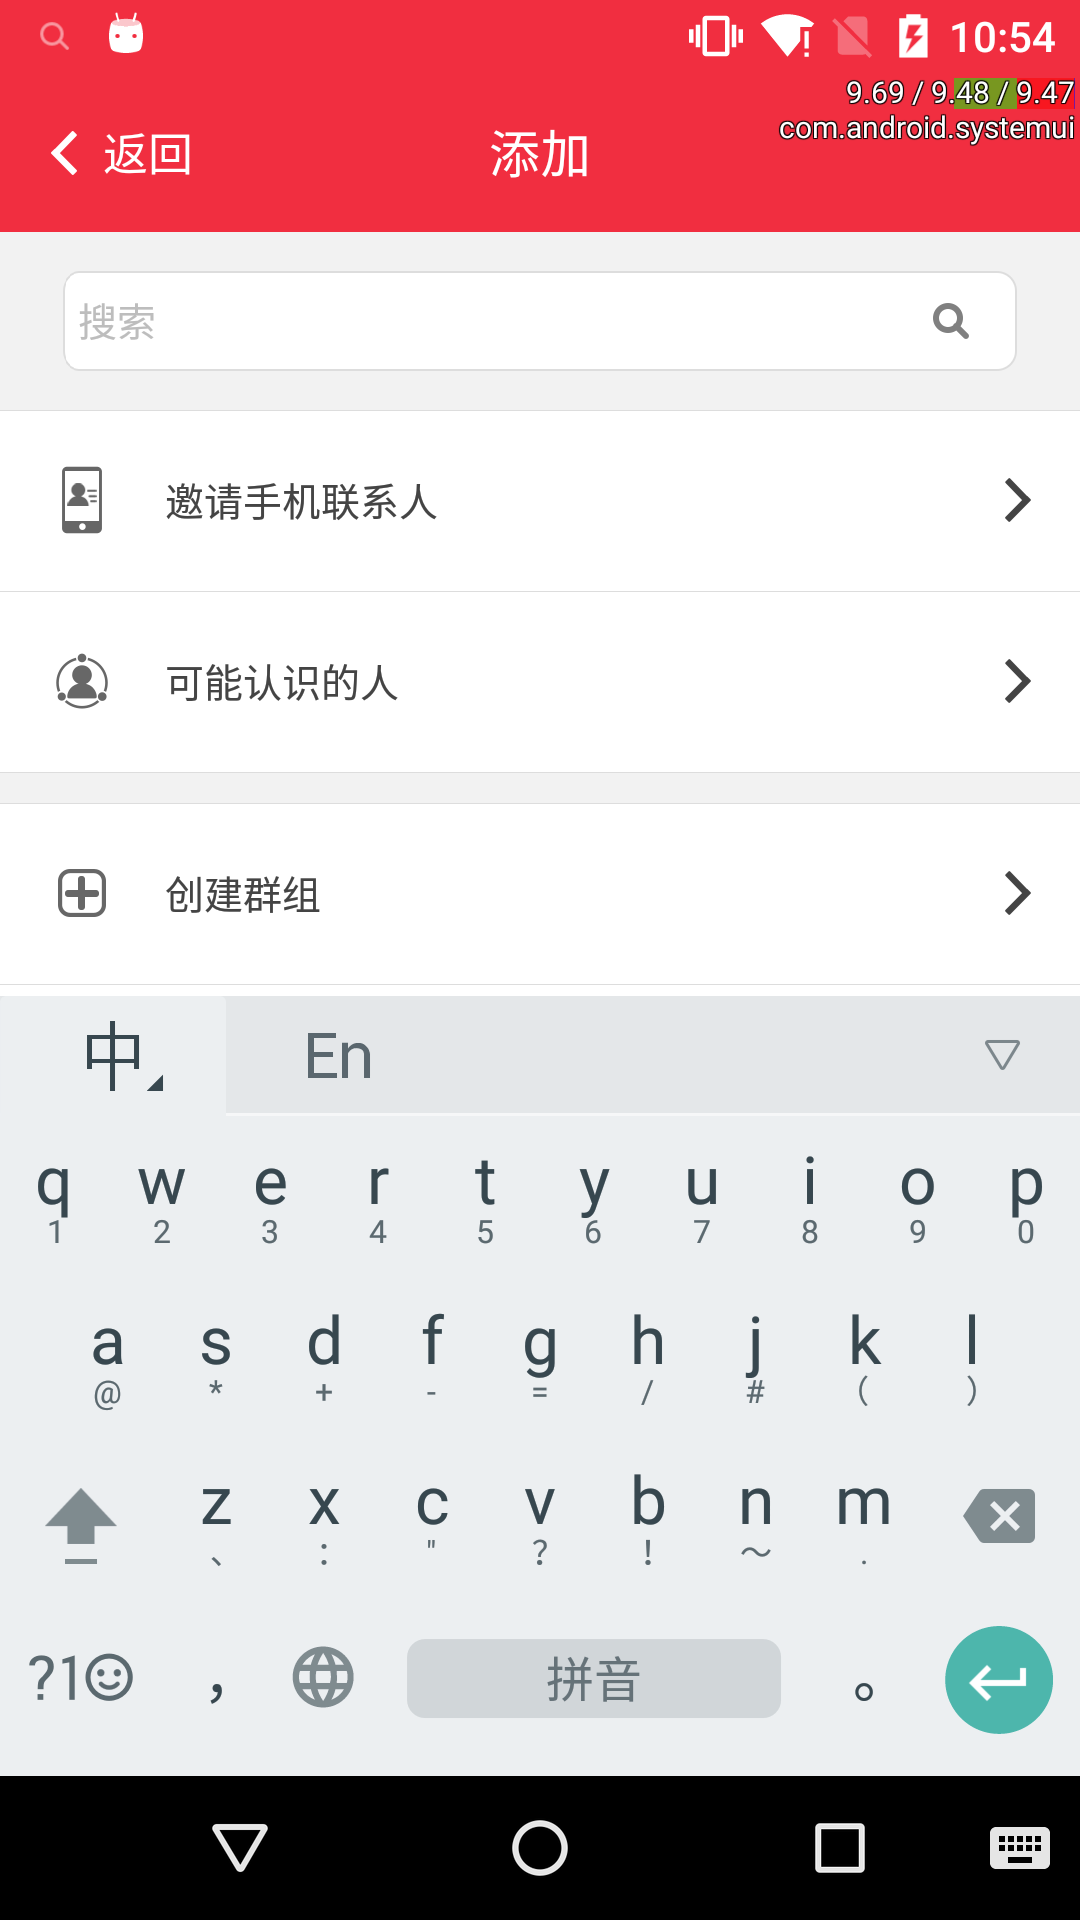 10:54
9.69 / 9.48 / 9.47
com.android.systemui
返回 添加
搜索
邀请手机联系人
可能认识的人
创建群组
中 En
q w e r t y u i o p
1 2 3 4 5 6 7 8 9 0
a s d f g h j k l
@ * + - = / # ( )
z x c v b n m
、 : " ? ! ~ .
?1 , 拼音 。